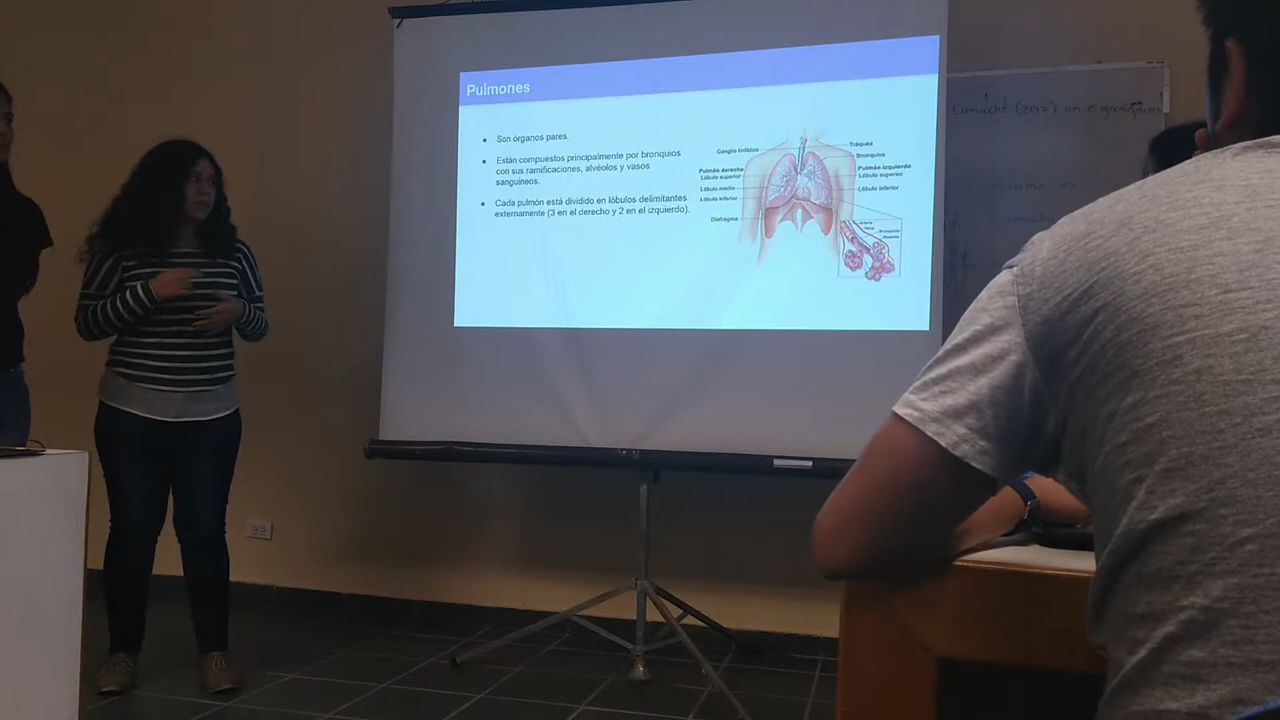 Pulmones
Son órganos pares.
Están compuestos principalmente por bronquios
con sus ramificaciones, alvéolos y vasos
sanguíneos.
Cada pulmón está dividido en lóbulos delimitantes
externamente (3 en el derecho y 2 en el izquierdo).
Ganglio linfático
Tráquea
Bronquios
Pulmón derecho
Lóbulo superior
Pulmón izquierdo
Lóbulo superior
Lóbulo medio
Lóbulo inferior
Lóbulo inferior
Diafragma
Camacho (2017)